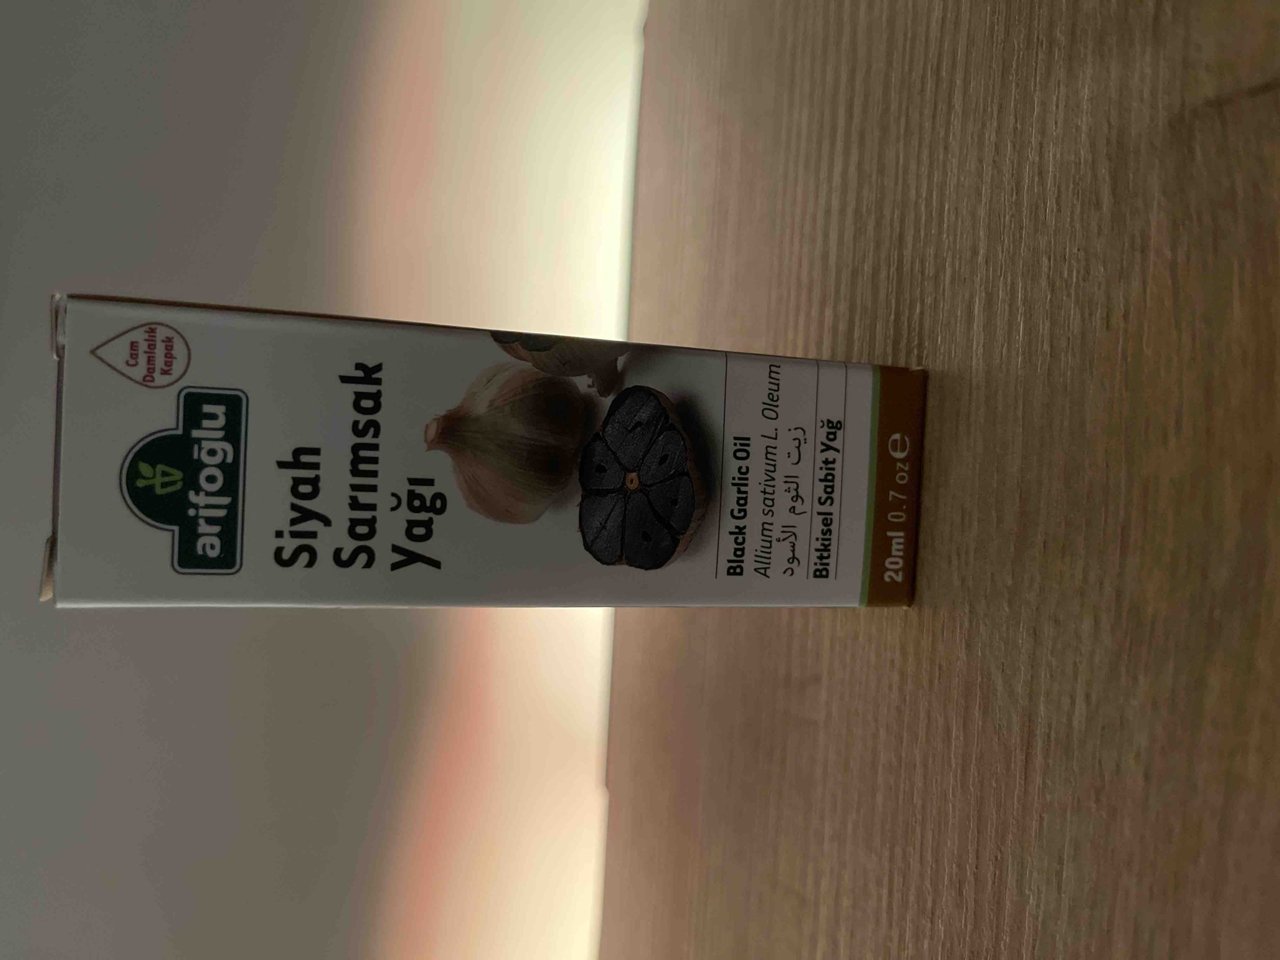 Cam
Damlalık
Kapak
arifoğlu
Siyah
Sarımsak
Yağı
Black Garlic Oil
Allium sativum L. Oleum
زيت الثوم الأسود
Bitkisel Sabit Yağ
20ml 0.7 oz ℮